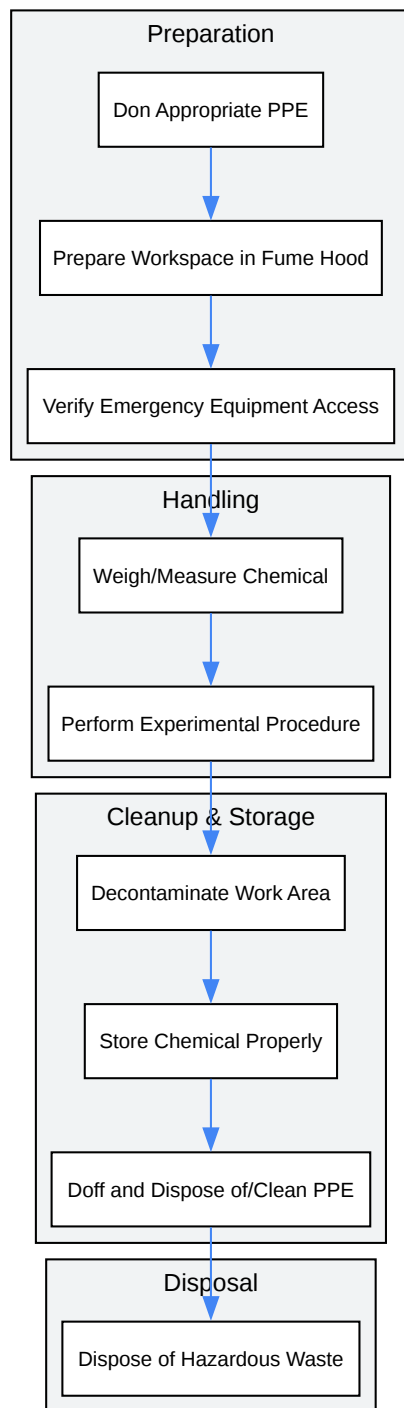 Preparation
Don Appropriate PPE
Prepare Workspace in Fume Hood
Verify Emergency Equipment Access
Handling
Weigh/Measure Chemical
Perform Experimental Procedure
Cleanup & Storage
Decontaminate Work Area
Store Chemical Properly
Doff and Dispose of/Clean PPE
Disposal
Dispose of Hazardous Waste